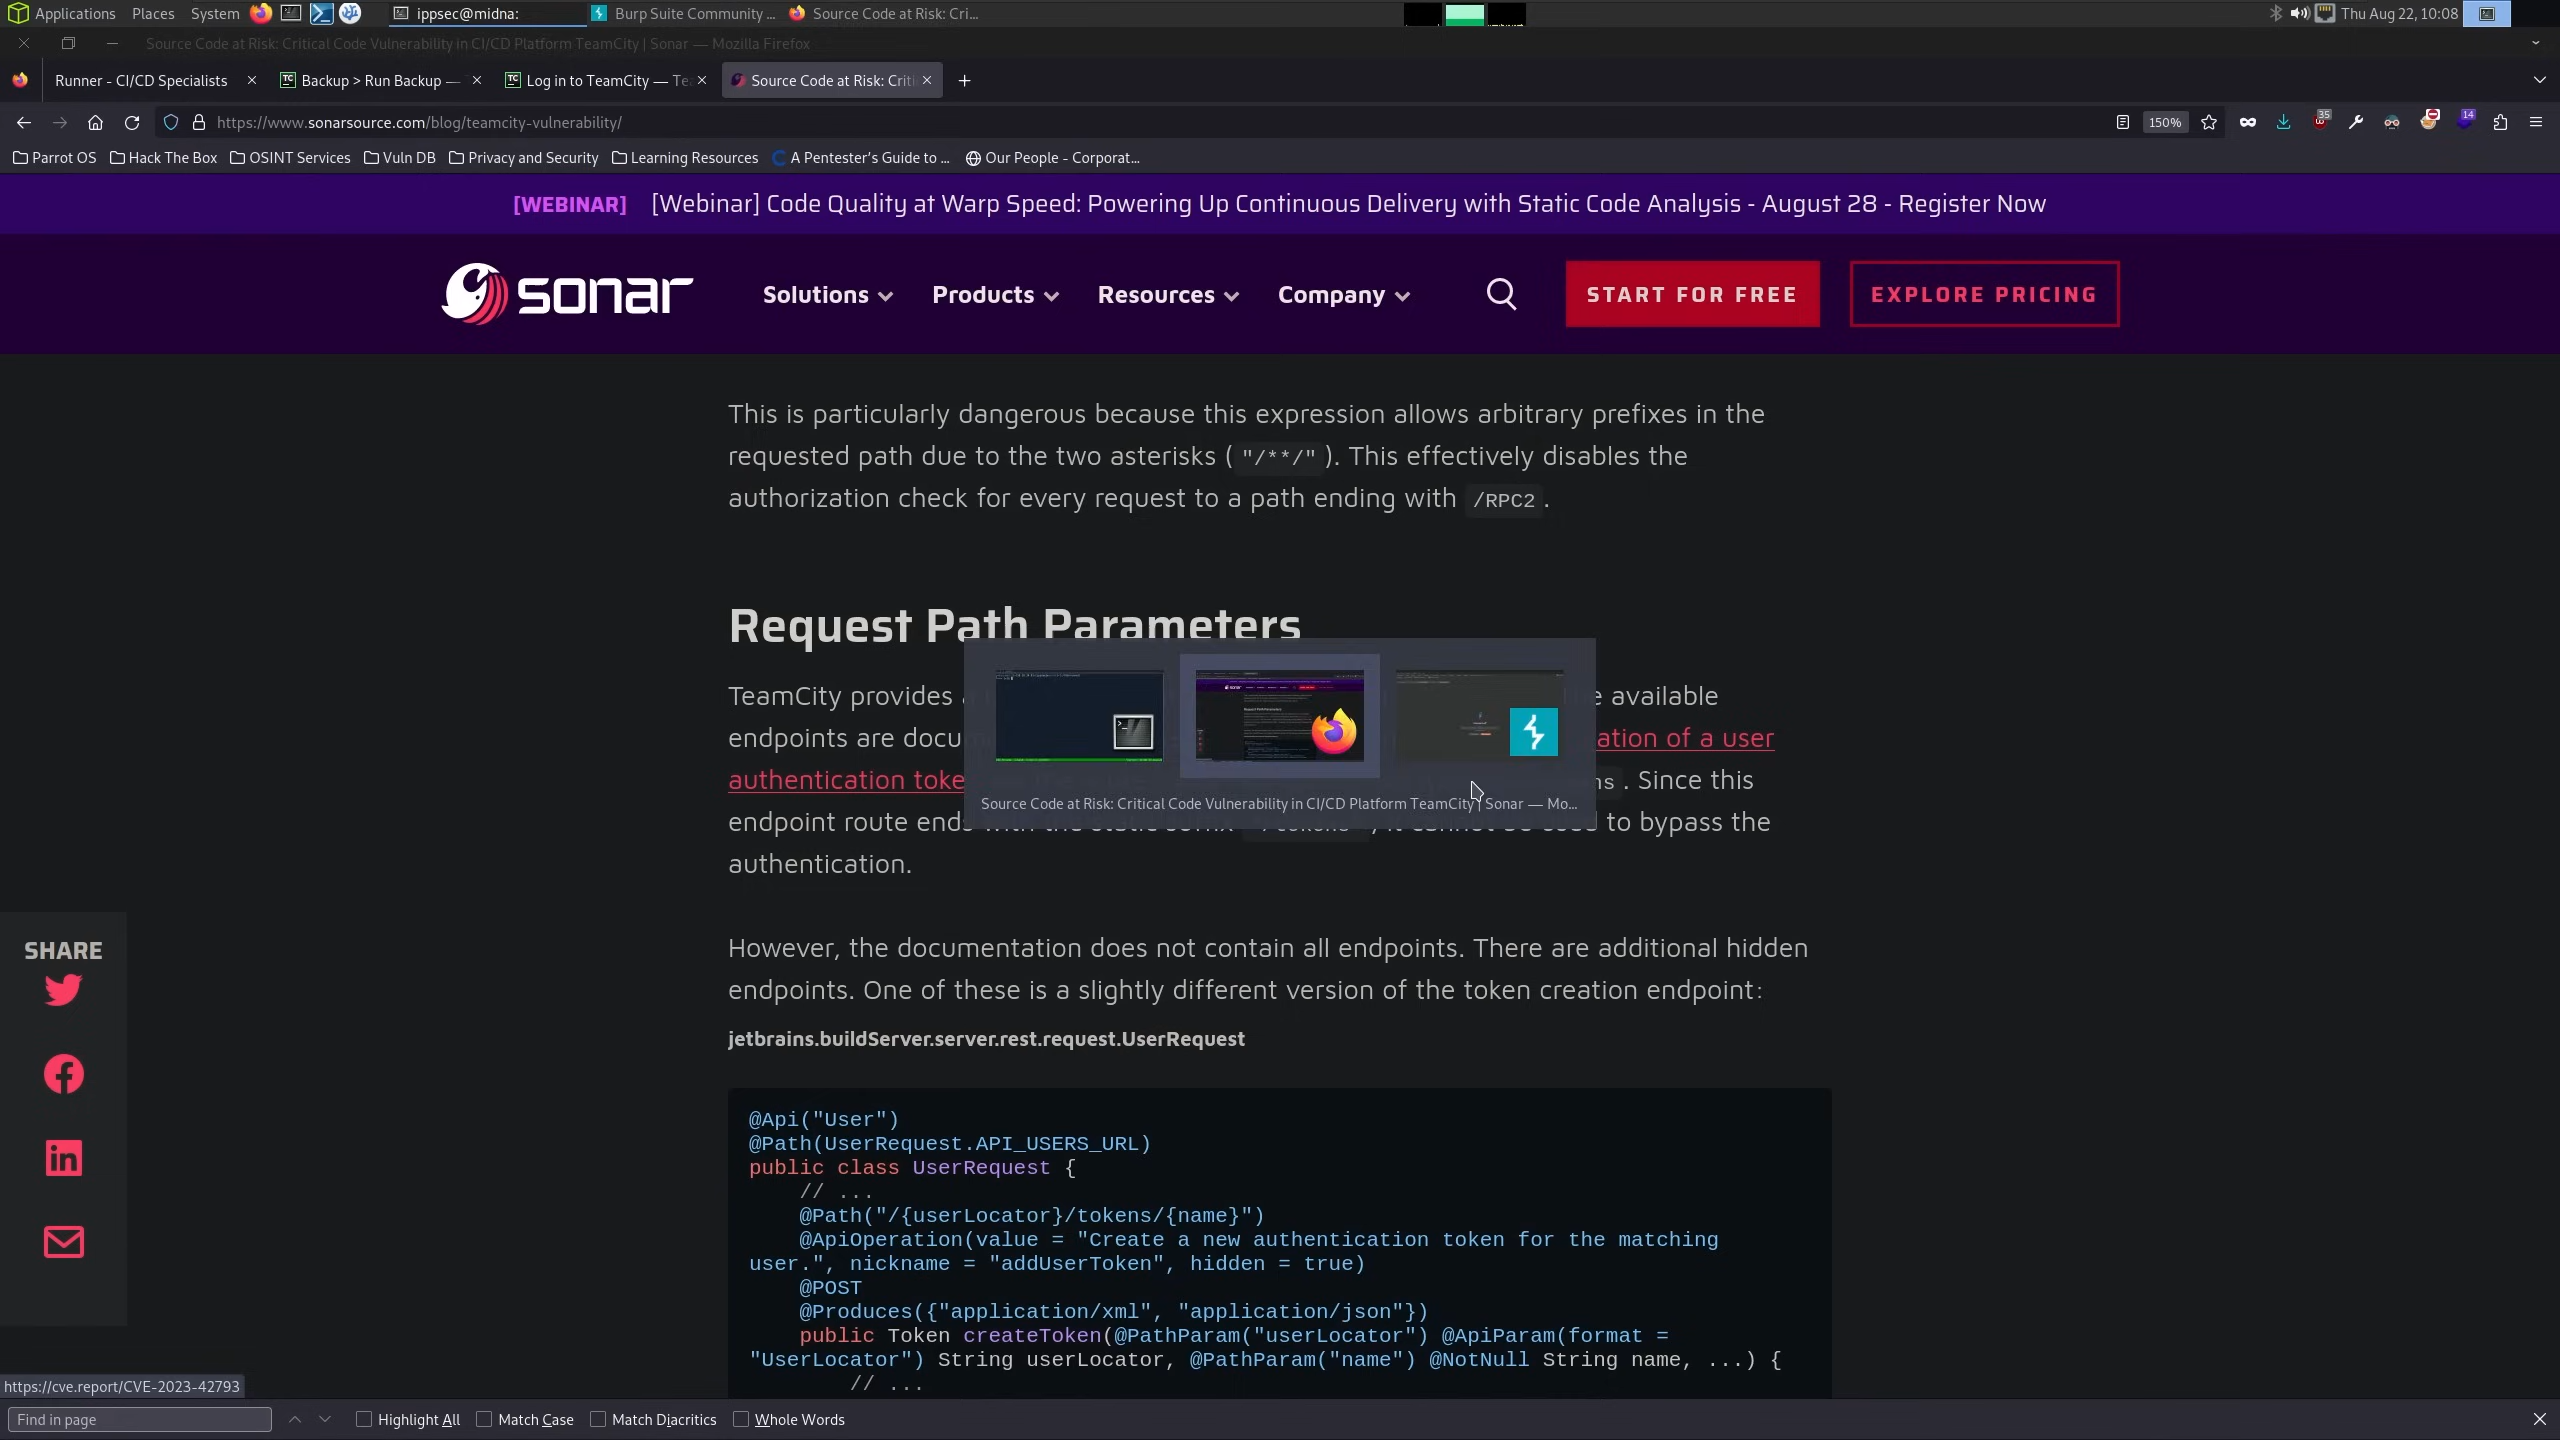 Applications Places System ippsec@midna: Burp Suite Community ... Source Code at Risk: Cri... Thu Aug 22, 10:08
Source Code at Risk: Critical Code Vulnerability in CI/CD Platform TeamCity | Sonar — Mozilla Firefox
Runner - CI/CD Specialists Backup > Run Backup — Log in to TeamCity — Te Source Code at Risk: Criti
https://www.sonarsource.com/blog/teamcity-vulnerability/ 150% 35 14
Parrot OS Hack The Box OSINT Services Vuln DB Privacy and Security Learning Resources A Pentester's Guide to ... Our People - Corporat...
[WEBINAR] [Webinar] Code Quality at Warp Speed: Powering Up Continuous Delivery with Static Code Analysis - August 28 - Register Now
sonar Solutions Products Resources Company START FOR FREE EXPLORE PRICING
This is particularly dangerous because this expression allows arbitrary prefixes in the
requested path due to the two asterisks ( "/**/" ). This effectively disables the
authorization check for every request to a path ending with /RPC2 .
Request Path Parameters
TeamCity provides a available
endpoints are ation of a user
authentication . Since this
endpoint route to bypass the
authentication.
Source Code at Risk: Critical Code Vulnerability in CI/CD Platform TeamCity | Sonar — Mo...
However, the documentation does not contain all endpoints. There are additional hidden
endpoints. One of these is a slightly different version of the token creation endpoint:
jetbrains.buildServer.server.rest.request.UserRequest
@Api("User")
@Path(UserRequest.API_USERS_URL)
public class UserRequest {
// ...
@Path("/{userLocator}/tokens/{name}")
@ApiOperation(value = "Create a new authentication token for the matching
user.", nickname = "addUserToken", hidden = true)
@POST
@Produces({"application/xml", "application/json"})
public Token createToken(@PathParam("userLocator") @ApiParam(format =
"UserLocator") String userLocator, @PathParam("name") @NotNull String name, ...) {
// ...
SHARE
https://cve.report/CVE-2023-42793
Find in page Highlight All Match Case Match Diacritics Whole Words